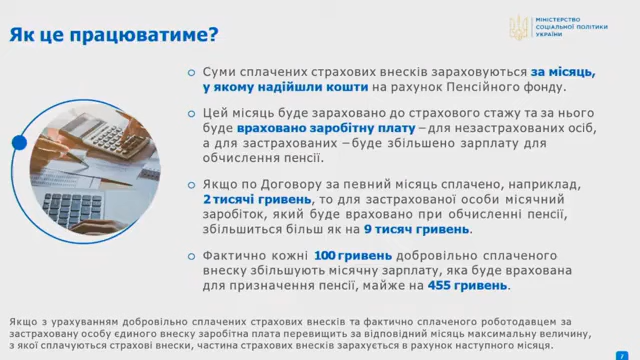 Як це працюватиме?
МІНІСТЕРСТВО
СОЦІАЛЬНОЇ ПОЛІТИКИ
УКРАЇНИ
Суми сплачених страхових внесків зараховуються за місяць,
у якому надійшли кошти на рахунок Пенсійного фонду.
Цей місяць буде зараховано до страхового стажу та за нього
буде враховано заробітну плату – для незастрахованих осіб,
а для застрахованих – буде збільшено зарплату для
обчислення пенсії.
Якщо по Договору за певний місяць сплачено, наприклад,
2 тисячі гривень, то для застрахованої особи місячний
заробіток, який буде враховано при обчисленні пенсії,
збільшиться більш як на 9 тисяч гривень.
Фактично кожні 100 гривень добровільно сплаченого
внеску збільшують місячну зарплату, яка буде врахована
для призначення пенсії, майже на 455 гривень.
Якщо з урахуванням добровільно сплачених страхових внесків та фактично сплаченого роботодавцем за
застраховану особу єдиного внеску заробітна плата перевищить за відповідний місяць максимальну величину,
з якої сплачуються страхові внески, частина страхових внесків зарахується в рахунок наступного місяця.
7